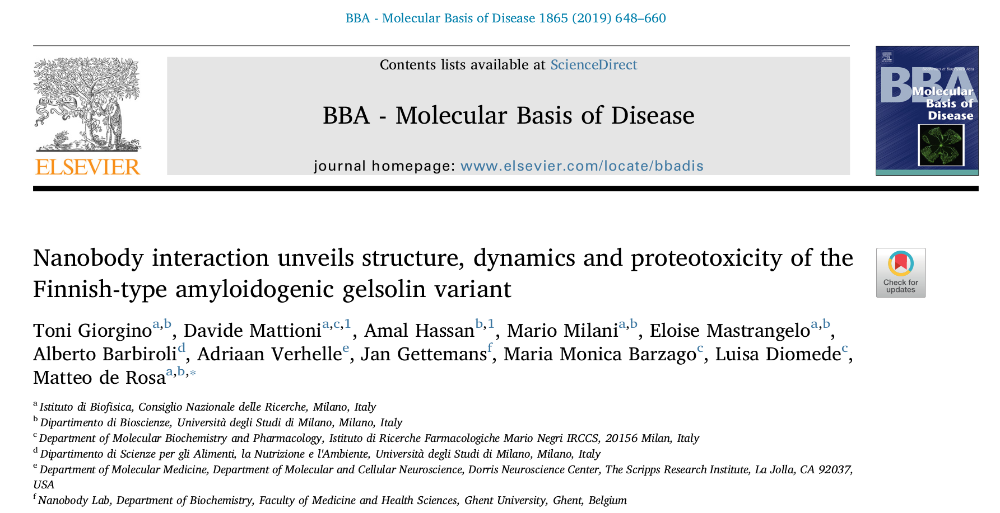 BBA - Molecular Basis of Disease 1865 (2019) 648–660
Contents lists available at ScienceDirect
BBA - Molecular Basis of Disease
journal homepage: www.elsevier.com/locate/bbadis
NON SOLUS
ELSEVIER
Biochimica et Biophysica Acta
BBA
Molecular
Basis of
Disease
Nanobody interaction unveils structure, dynamics and proteotoxicity of the
Finnish-type amyloidogenic gelsolin variant
Check for
updates
Toni Giorgino a,b, Davide Mattioni a,c,1, Amal Hassan b,1, Mario Milani a,b, Eloise Mastrangelo a,b,
Alberto Barbiroli d, Adriaan Verhelle e, Jan Gettemans f, Maria Monica Barzago c, Luisa Diomede c,
Matteo de Rosa a,b,*
a Istituto di Biofisica, Consiglio Nazionale delle Ricerche, Milano, Italy
b Dipartimento di Bioscienze, Università degli Studi di Milano, Milano, Italy
c Department of Molecular Biochemistry and Pharmacology, Istituto di Ricerche Farmacologiche Mario Negri IRCCS, 20156 Milan, Italy
d Dipartimento di Scienze per gli Alimenti, la Nutrizione e l'Ambiente, Università degli Studi di Milano, Milano, Italy
e Department of Molecular Medicine, Department of Molecular and Cellular Neuroscience, Dorris Neuroscience Center, The Scripps Research Institute, La Jolla, CA 92037,
USA
f Nanobody Lab, Department of Biochemistry, Faculty of Medicine and Health Sciences, Ghent University, Ghent, Belgium